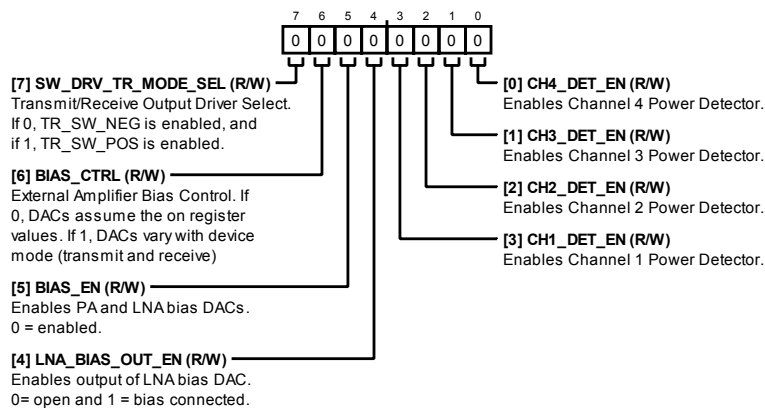 7 6 5 4 3 2 1 0
0 0 0 0 0 0 0 0
[7] SW_DRV_TR_MODE_SEL (R/W)
Transmit/Receive Output Driver Select.
If 0, TR_SW_NEG is enabled, and
if 1, TR_SW_POS is enabled.
[6] BIAS_CTRL (R/W)
External Amplifier Bias Control. If
0, DACs assume the on register
values. If 1, DACs vary with device
mode (transmit and receive)
[5] BIAS_EN (R/W)
Enables PA and LNA bias DACs.
0 = enabled.
[4] LNA_BIAS_OUT_EN (R/W)
Enables output of LNA bias DAC.
0= open and 1 = bias connected.
[0] CH4_DET_EN (R/W)
Enables Channel 4 Power Detector.
[1] CH3_DET_EN (R/W)
Enables Channel 3 Power Detector.
[2] CH2_DET_EN (R/W)
Enables Channel 2 Power Detector.
[3] CH1_DET_EN (R/W)
Enables Channel 1 Power Detector.